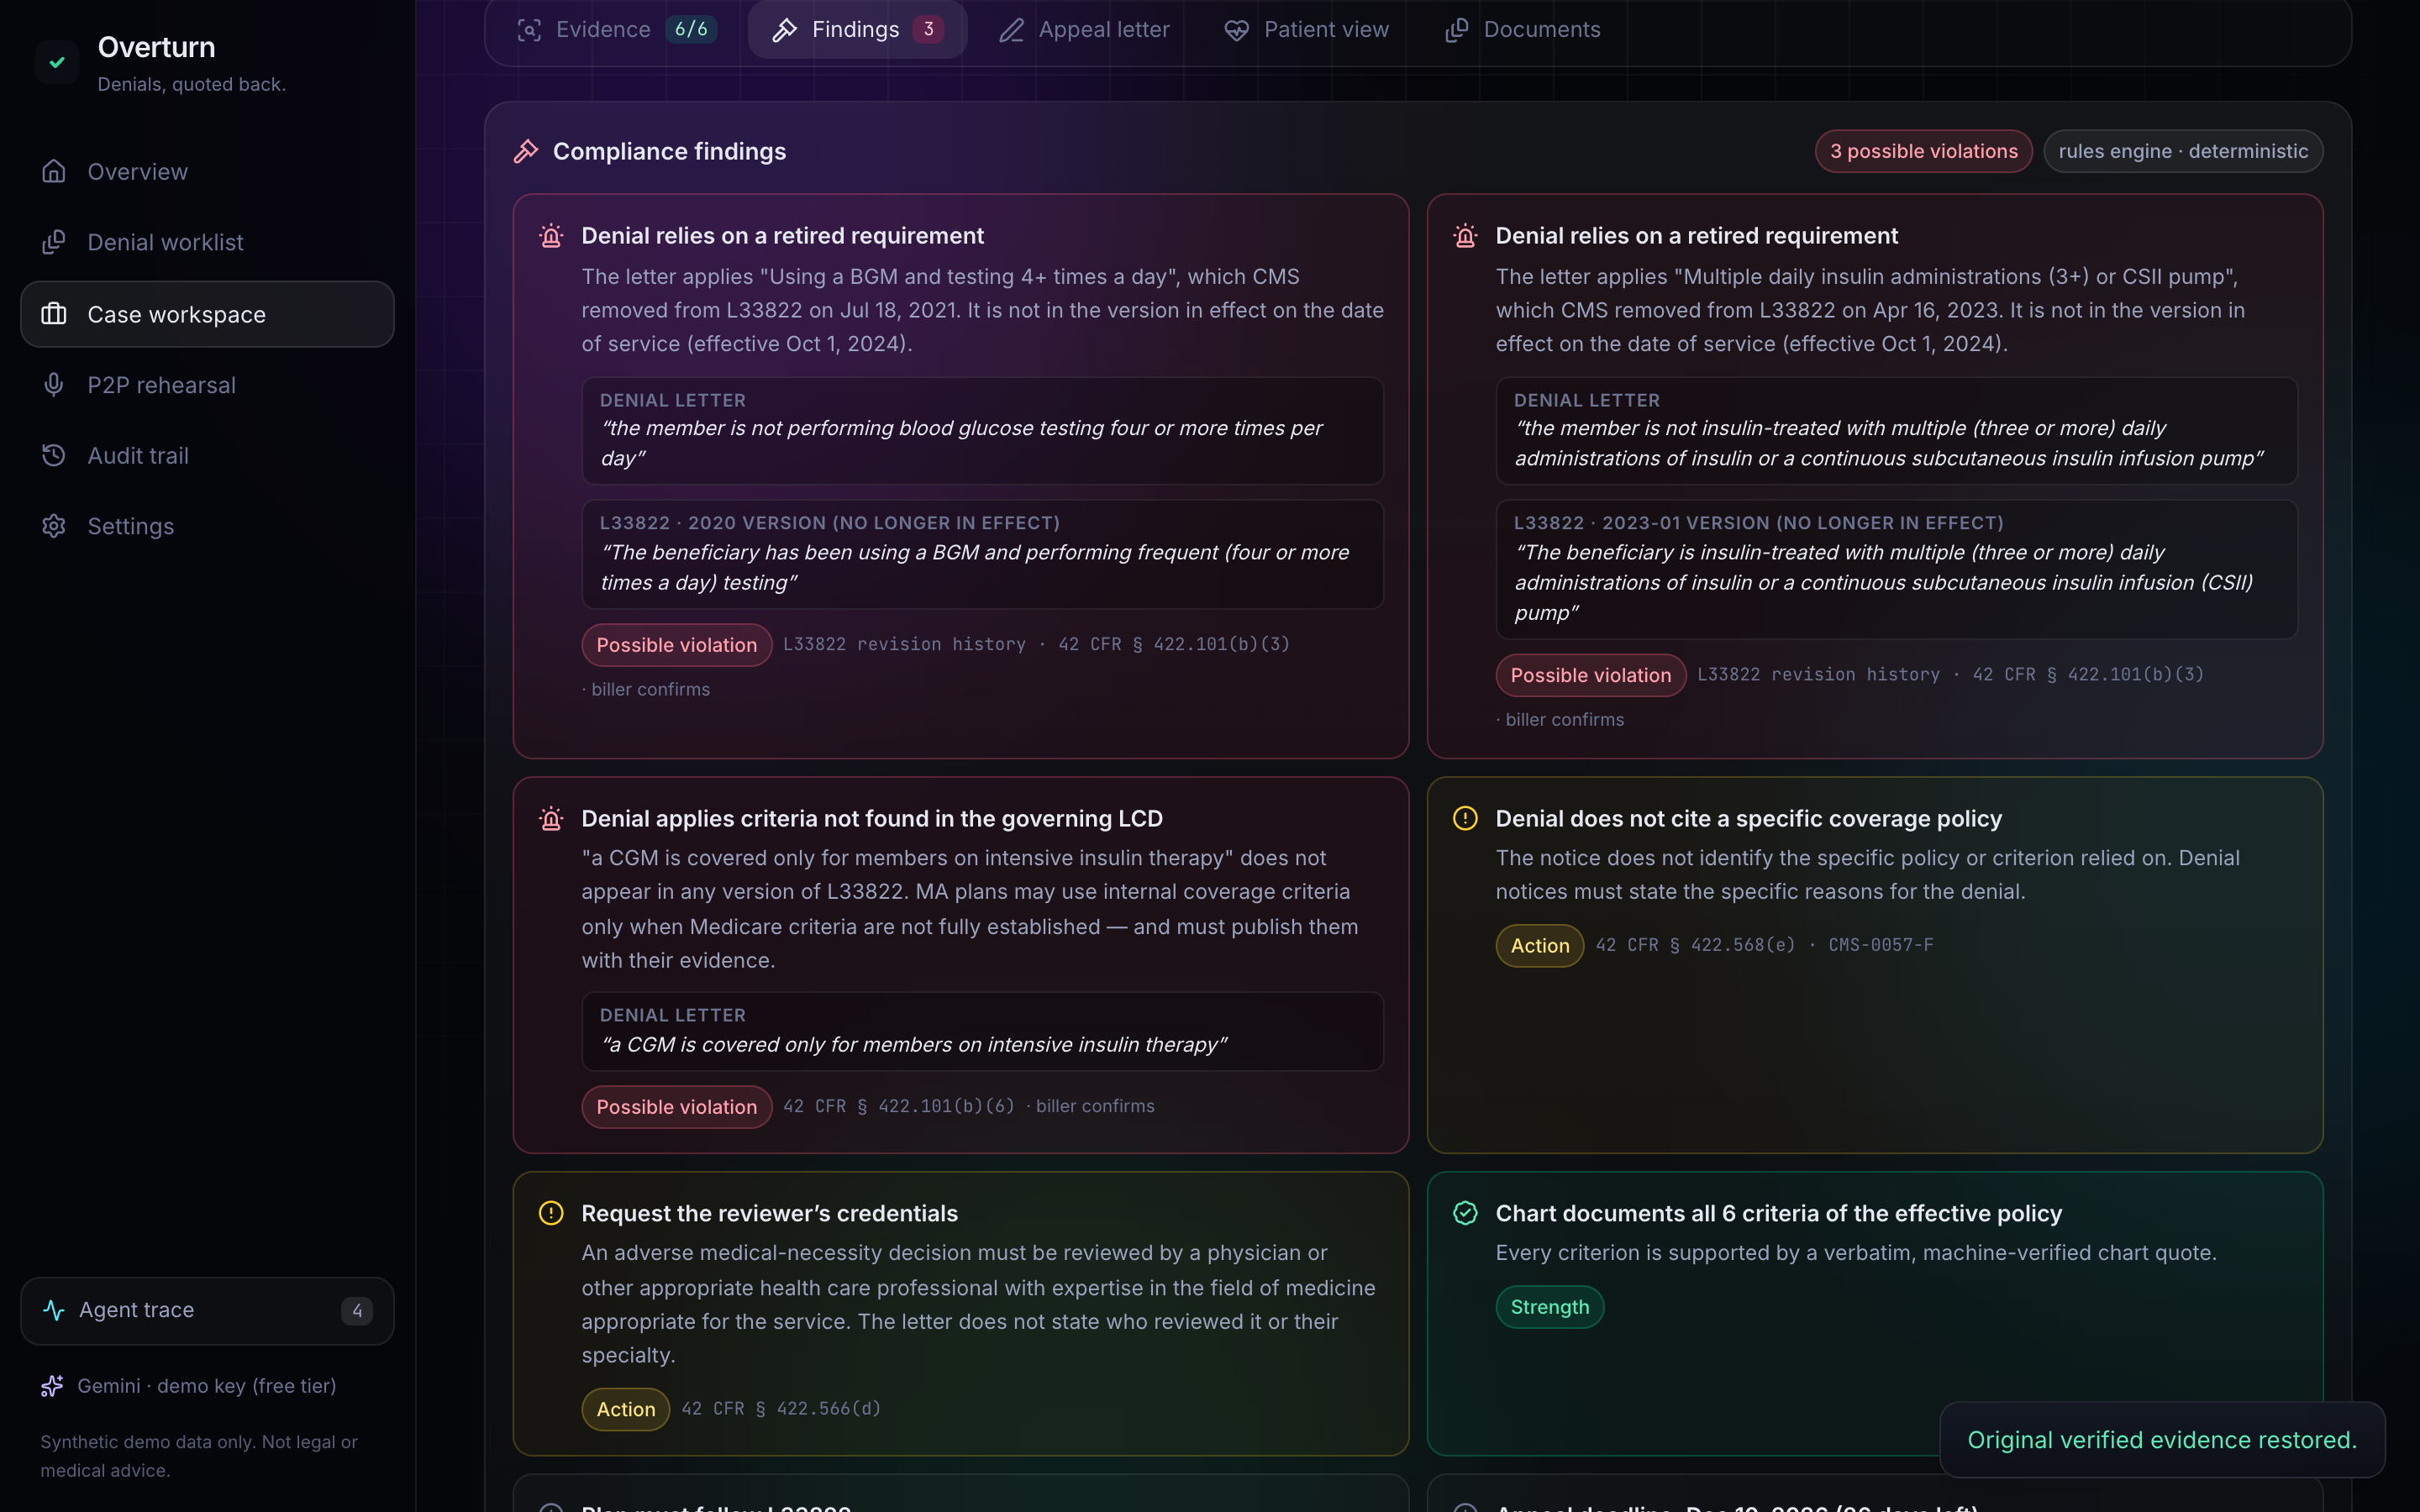 Overturn
Denials, quoted back.
Overview
Denial worklist
Case workspace
P2P rehearsal
Audit trail
Settings
Agent trace 4
Gemini · demo key (free tier)
Synthetic demo data only. Not legal or
medical advice.
Evidence 6/6 Findings 3 Appeal letter Patient view Documents
Compliance findings
3 possible violations rules engine · deterministic
Denial relies on a retired requirement
The letter applies "Using a BGM and testing 4+ times a day", which CMS
removed from L33822 on Jul 18, 2021. It is not in the version in effect on the date
of service (effective Oct 1, 2024).
DENIAL LETTER
“the member is not performing blood glucose testing four or more times per
day”
L33822 · 2020 VERSION (NO LONGER IN EFFECT)
“The beneficiary has been using a BGM and performing frequent (four or more
times a day) testing”
Possible violation L33822 revision history · 42 CFR § 422.101(b)(3)
· biller confirms
Denial relies on a retired requirement
The letter applies "Multiple daily insulin administrations (3+) or CSII pump",
which CMS removed from L33822 on Apr 16, 2023. It is not in the version in
effect on the date of service (effective Oct 1, 2024).
DENIAL LETTER
“the member is not insulin-treated with multiple (three or more) daily
administrations of insulin or a continuous subcutaneous insulin infusion pump”
L33822 · 2023-01 VERSION (NO LONGER IN EFFECT)
“The beneficiary is insulin-treated with multiple (three or more) daily
administrations of insulin or a continuous subcutaneous insulin infusion (CSII)
pump”
Possible violation L33822 revision history · 42 CFR § 422.101(b)(3)
· biller confirms
Denial applies criteria not found in the governing LCD
"a CGM is covered only for members on intensive insulin therapy" does not
appear in any version of L33822. MA plans may use internal coverage criteria
only when Medicare criteria are not fully established — and must publish them
with their evidence.
DENIAL LETTER
“a CGM is covered only for members on intensive insulin therapy”
Possible violation 42 CFR § 422.101(b)(6) · biller confirms
Denial does not cite a specific coverage policy
The notice does not identify the specific policy or criterion relied on. Denial
notices must state the specific reasons for the denial.
Action 42 CFR § 422.568(e) · CMS-0057-F
Request the reviewer’s credentials
An adverse medical-necessity decision must be reviewed by a physician or
other appropriate health care professional with expertise in the field of medicine
appropriate for the service. The letter does not state who reviewed it or their
specialty.
Action 42 CFR § 422.566(d)
Chart documents all 6 criteria of the effective policy
Every criterion is supported by a verbatim, machine-verified chart quote.
Strength
Original verified evidence restored.
Plan must follow L33822